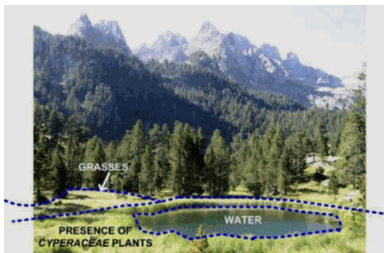 GRASSES
WATER
PRESENCE OF
CYPERACEAE PLANTS